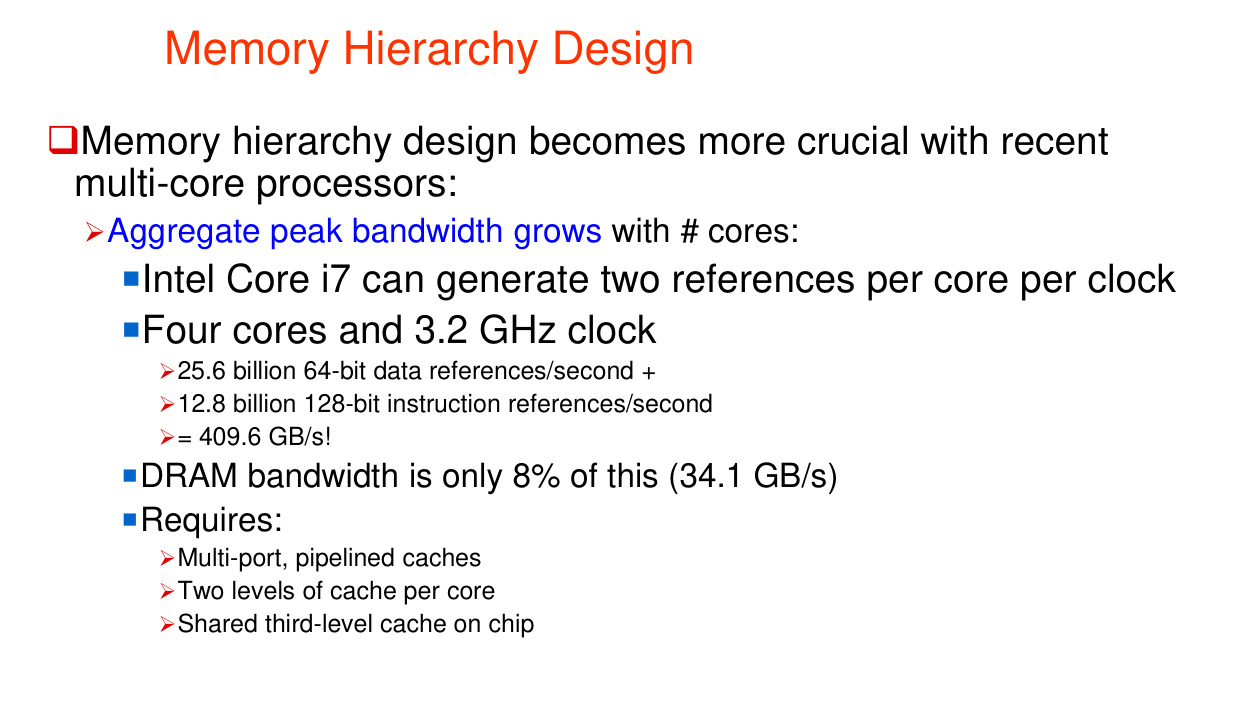 Memory Hierarchy Design
Memory hierarchy design becomes more crucial with recent
multi-core processors:
Aggregate peak bandwidth grows with # cores:
Intel Core i7 can generate two references per core per clock
Four cores and 3.2 GHz clock
25.6 billion 64-bit data references/second +
12.8 billion 128-bit instruction references/second
= 409.6 GB/s!
DRAM bandwidth is only 8% of this (34.1 GB/s)
Requires:
Multi-port, pipelined caches
Two levels of cache per core
Shared third-level cache on chip